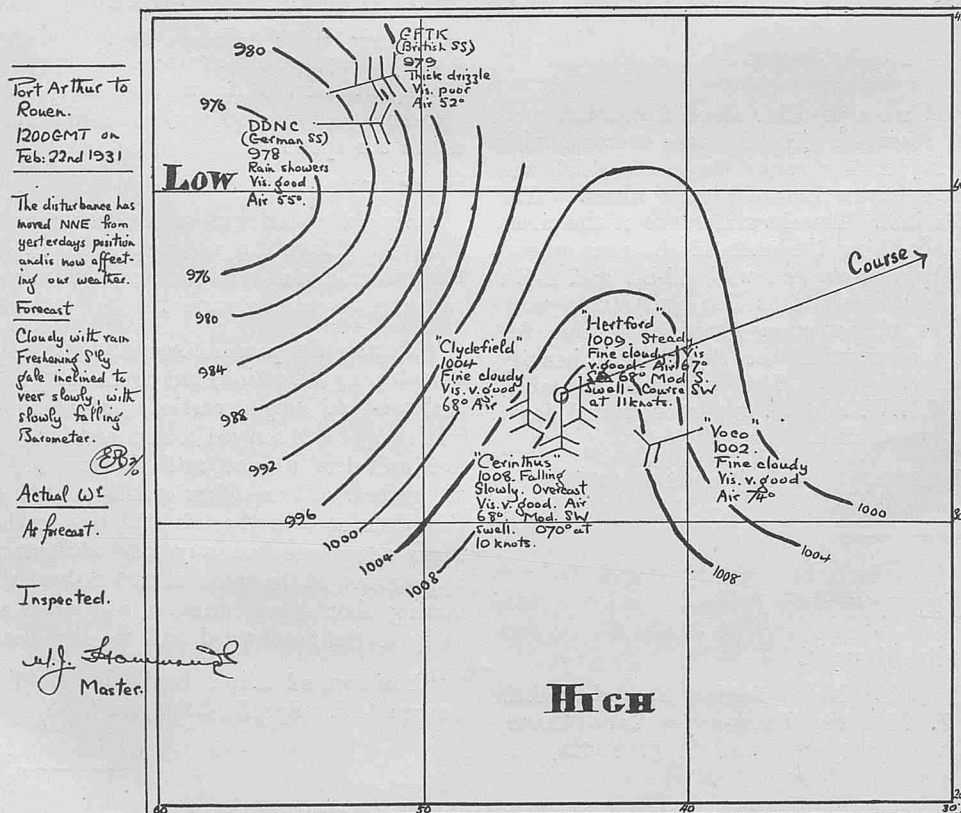 Port Arthur to
Rouen.
1200GMT on
Feb: 22nd 1931
The disturbance has
moved NNE from
yesterdays position
and is now affect-
ing our weather.
Forecast
Cloudy with rain
Freshening S'ly
gale inclined to
veer slowly, with
slowly falling
Barometer.
Actual Wr
As forecast.
Inspected.
Master.
GFTK
(British SS)
979
Thick drizzle
Vis. poor
Air 52°
DDNC
(German SS)
978
Rain showers
Vis. good
Air 55°.
LOW
980
976
976
980
984
988
992
996
1000
1004
1008
"Clydefield"
1004
Fine cloudy
Vis. v. good
68° Air
"Hertford"
1009. Steady
Fine cloudy. Vis
v. good - Air 67°
Sea 68°. Mod S.
Swell - Course SW
at 11 knots.
Course
"Cerinthus"
1008. Falling
Slowly. Overcast
Vis. v. good. Air
68°. Mod. SW
swell. 070° at
10 knots.
"Voco"
1002.
Fine cloudy
Vis. v. good
Air 74°
1000
1004
1008
HIGH
60
50
40
30